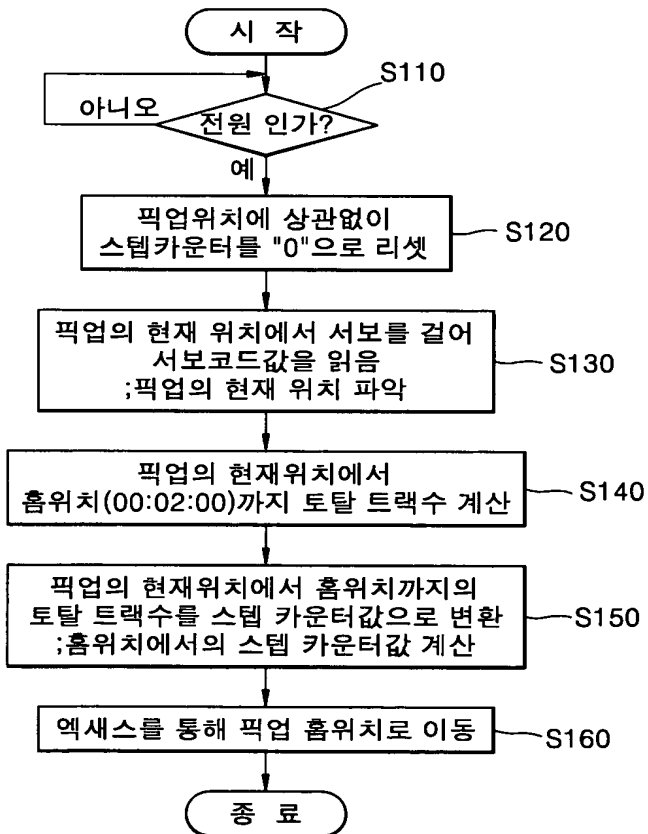 시 작
S110
아니오
전원 인가?
예
픽업위치에 상관없이
스텝카운터를 "0"으로 리셋
S120
픽업의 현재 위치에서 서보를 걸어
서보코드값을 읽음
;픽업의 현재 위치 파악
S130
픽업의 현재위치에서
홈위치(00:02:00)까지 토탈 트랙수 계산
S140
픽업의 현재위치에서 홈위치까지의
토탈 트랙수를 스텝 카운터값으로 변환
;홈위치에서의 스텝 카운터값 계산
S150
엑새스를 통해 픽업 홈위치로 이동
S160
종 료